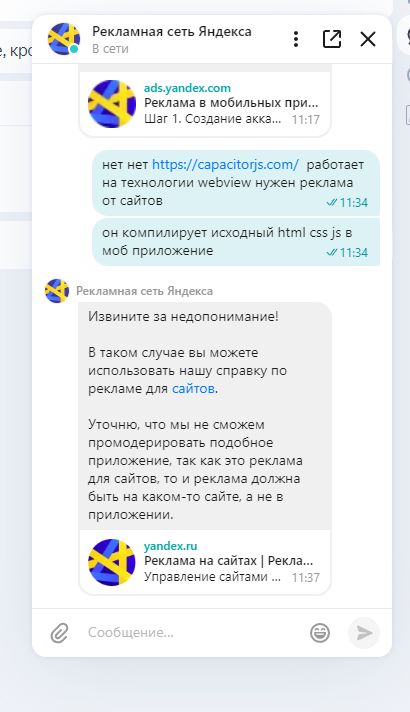 Рекламная сеть Яндекса
В сети
е, крс
ads.yandex.com
Реклама в мобильных при...
Шаг 1. Создание акка... 11:17
нет нет https://capacitorjs.com/ работает
на технологии webview нужен реклама
от сайтов 11:34
он компилирует исходный html css js в
моб приложение 11:34
Рекламная сеть Яндекса
Извините за недопонимание!
В таком случае вы можете
использовать нашу справку по
рекламе для сайтов.
Уточню, что мы не сможем
промодерировать подобное
приложение, так как это реклама
для сайтов, то и реклама должна
быть на каком-то сайте, а не в
приложении.
yandex.ru
Реклама на сайтах | Рекла...
Управление сайтами ... 11:37
Сообщение...